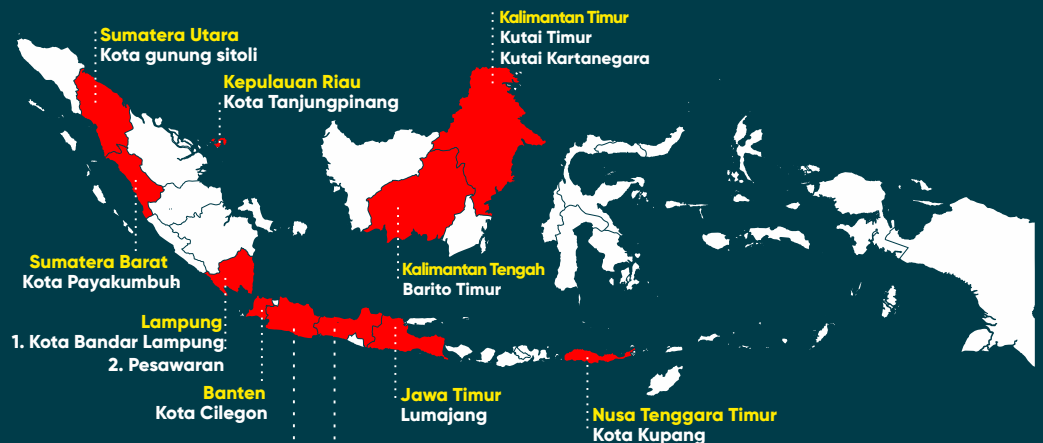 Sumatera Utara
Kota gunung sitoli
Kepulauan Riau
Kota Tanjungpinang
Kalimantan Timur
Kutai Timur
Kutai Kartanegara
Sumatera Barat
Kota Payakumbuh
Kalimantan Tengah
Barito Timur
Lampung
1. Kota Bandar Lampung
2. Pesawaran
Banten
Kota Cilegon
Jawa Timur
Lumajang
Nusa Tenggara Timur
Kota Kupang